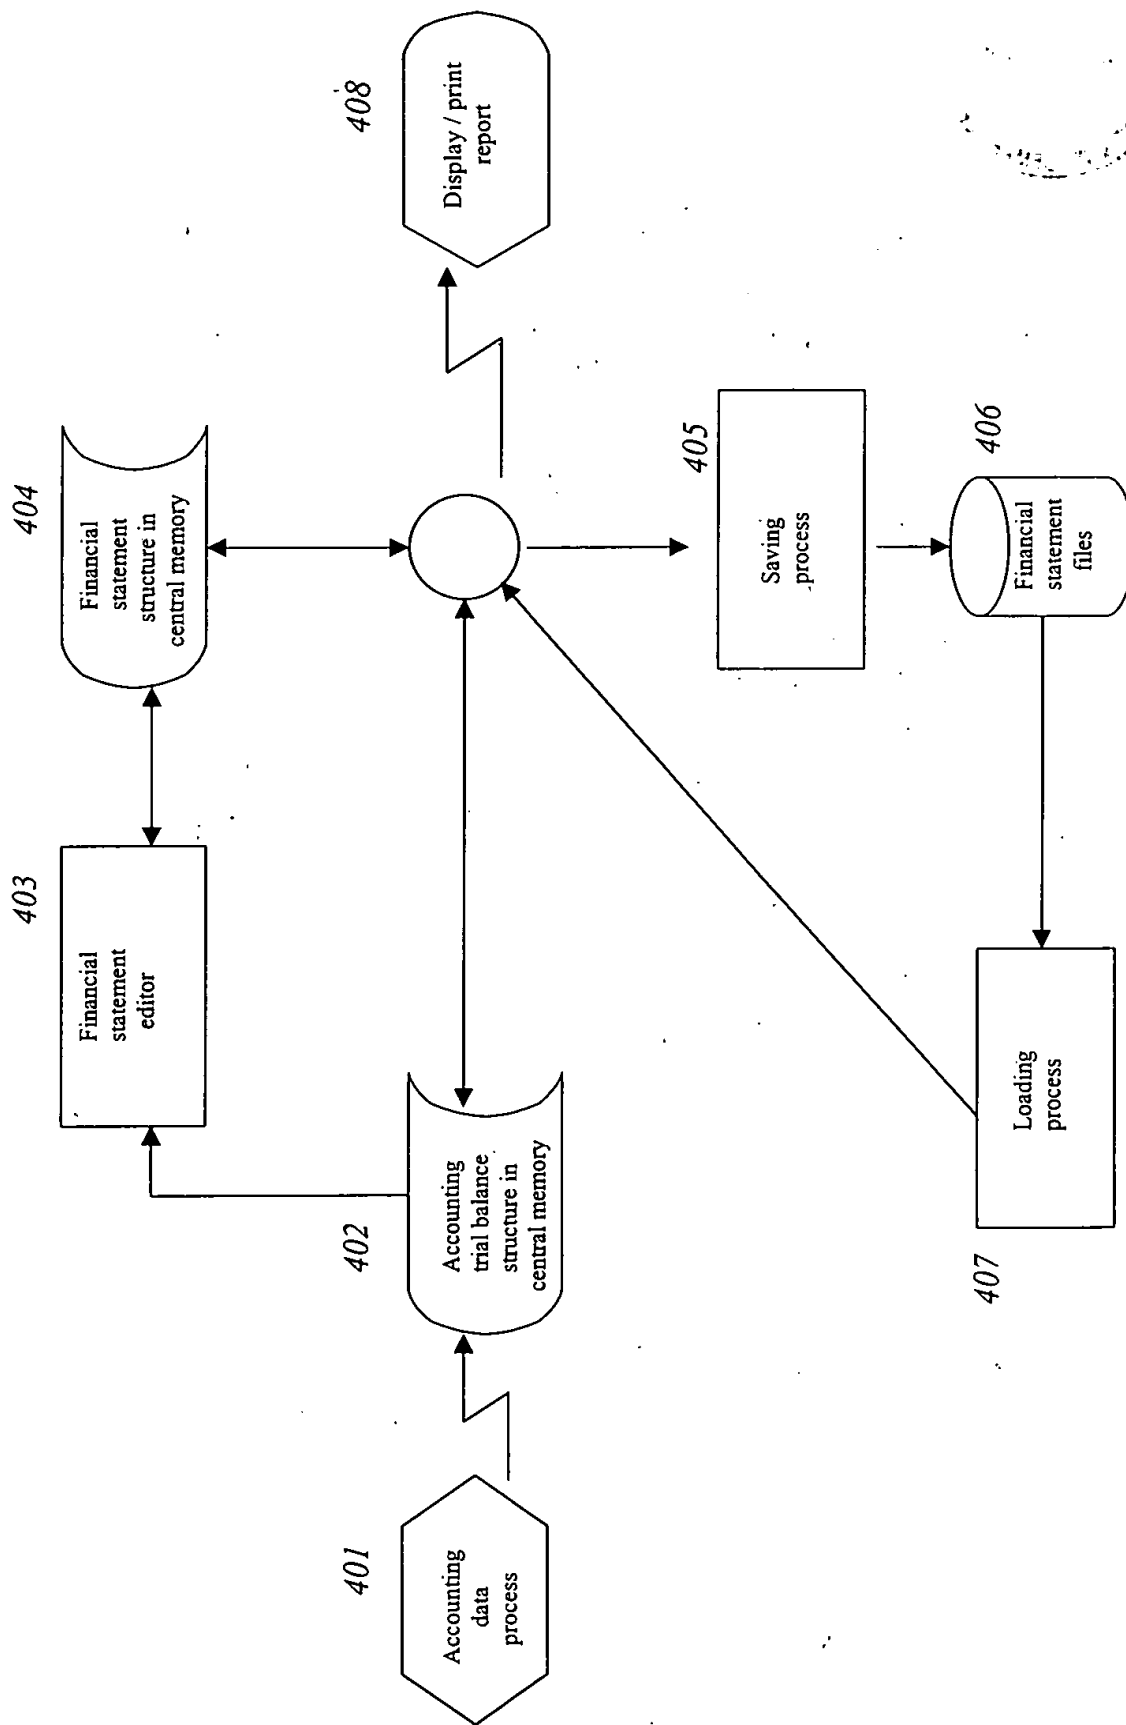 401
Accounting
data
process
402
Accounting
trial balance
structure in
central memory
403
Financial
statement
editor
404
Financial
statement
structure in
central memory
405
Saving
process
406
Financial
statement
files
407
Loading
process
408
Display / print
report